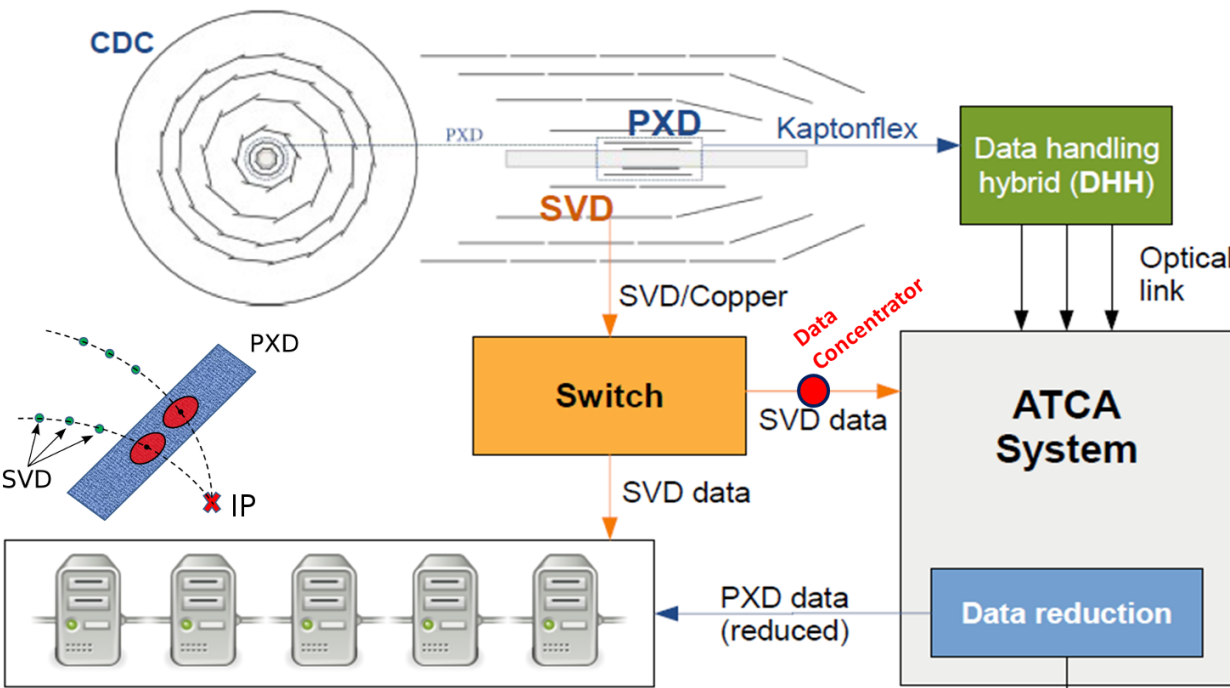 CDC
PXD
PXD
Kaptonflex
Data handling
hybrid (DHH)
SVD
Optical
link
SVD/Copper
Data
Concentrator
PXD
Switch
SVD data
ATCA
System
SVD
IP
SVD data
PXD data
(reduced)
Data reduction